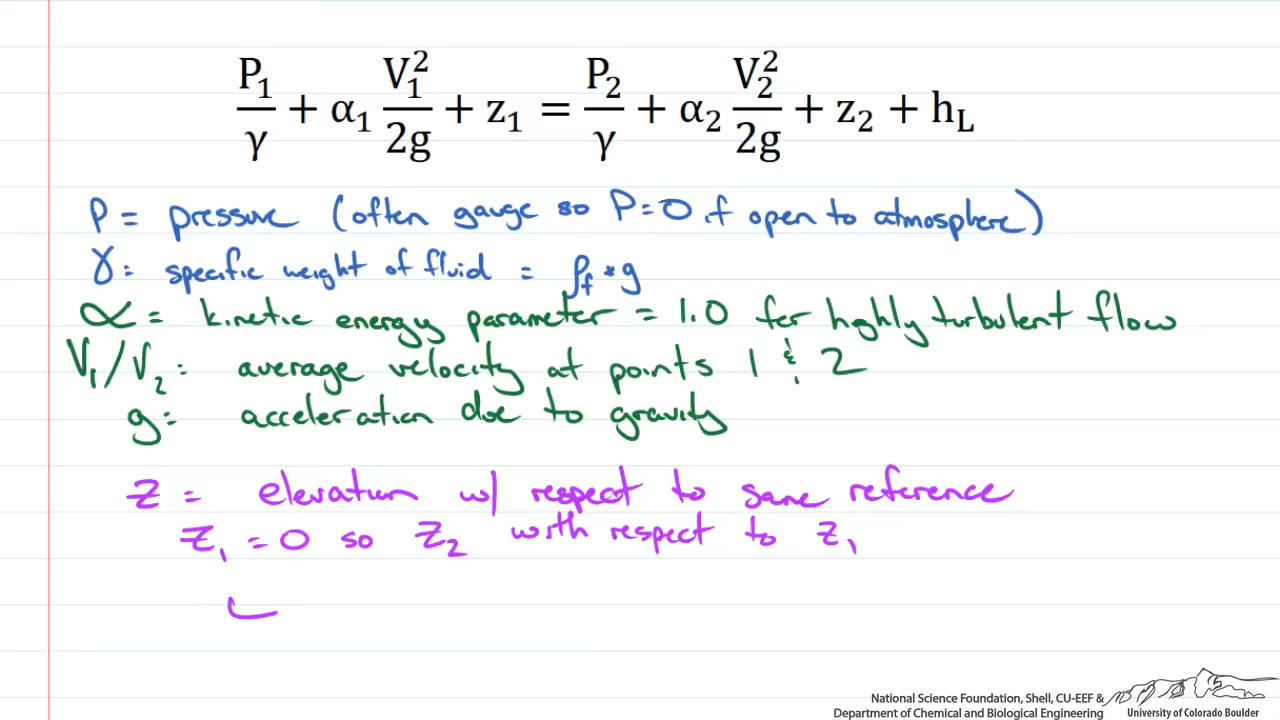 P₁/γ + α₁ V₁²/2g + z₁ = P₂/γ + α₂ V₂²/2g + z₂ + h_L
P = pressure (often gauge so P=0 if open to atmosphere)
γ = specific weight of fluid = ρ_f * g
α = kinetic energy parameter = 1.0 for highly turbulent flow
V₁/V₂ = average velocity at points 1 & 2
g = acceleration due to gravity
Z = elevation w/ respect to same reference
Z₁ = 0 so Z₂ with respect to Z₁
National Science Foundation, Shell, CU-EEF &
Department of Chemical and Biological Engineering
University of Colorado Boulder